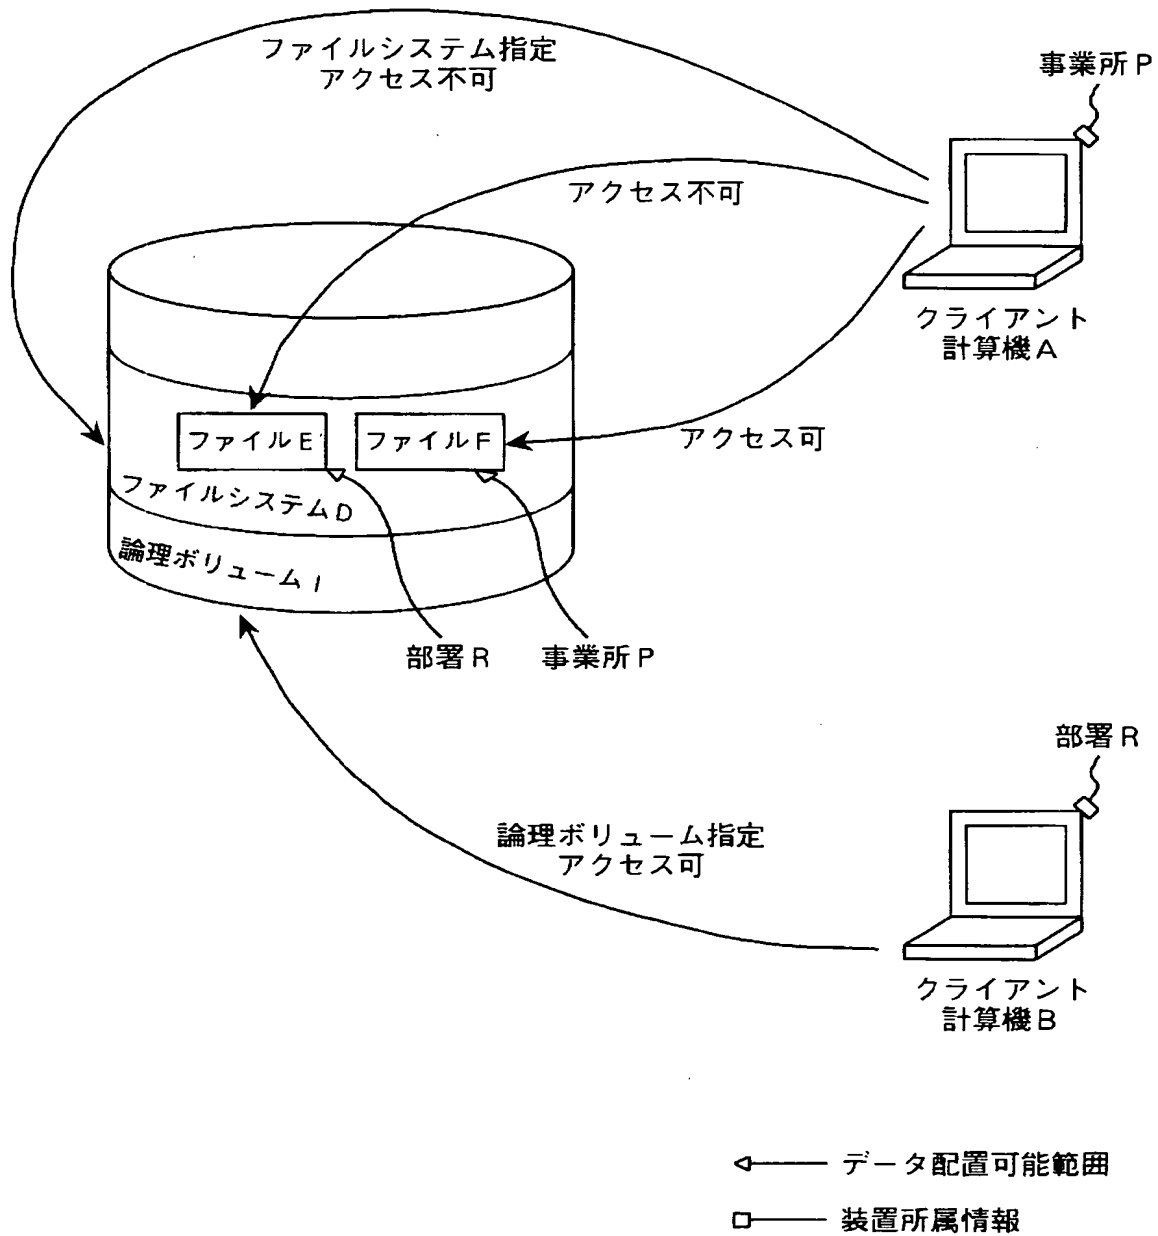 ファイルシステム指定
アクセス不可
事業所P
アクセス不可
クライアント
計算機A
ファイルE
ファイルF
アクセス可
ファイルシステムD
論理ボリュームI
部署R
事業所P
部署R
論理ボリューム指定
アクセス可
クライアント
計算機B
データ配置可能範囲
装置所属情報